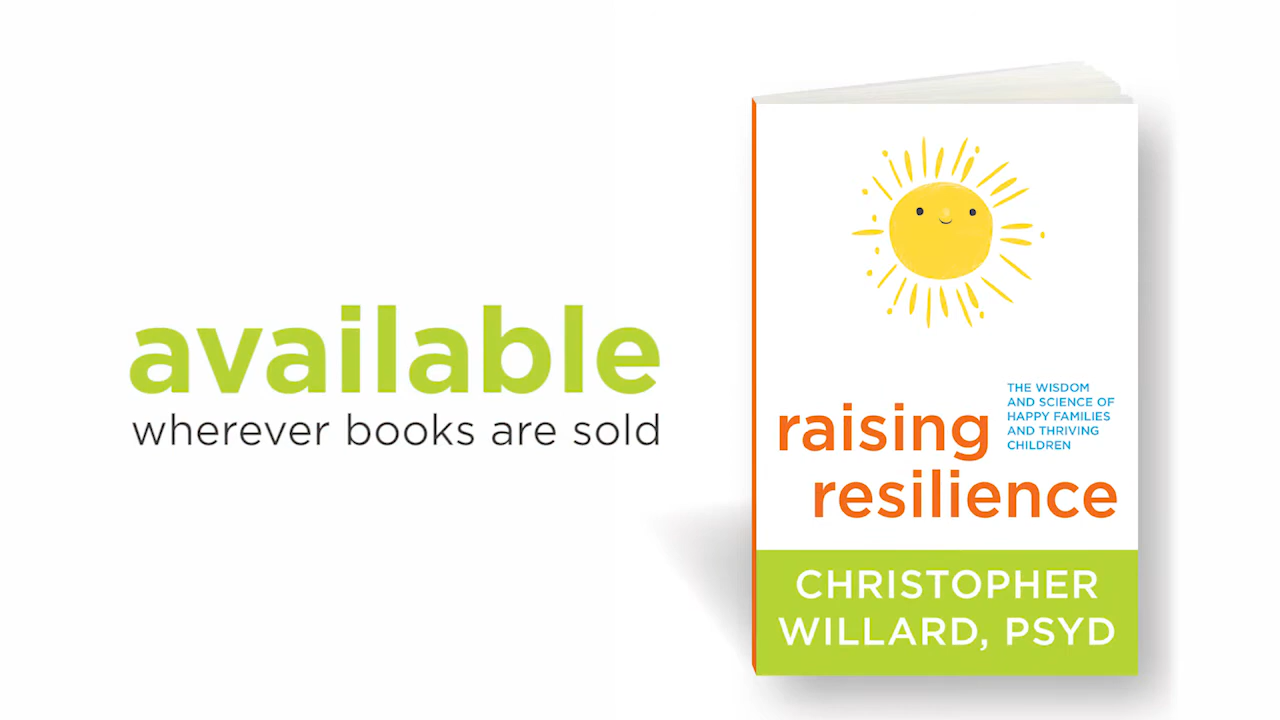 available
wherever books are sold
raising
resilience
THE WISDOM
AND SCIENCE OF
HAPPY FAMILIES
AND THRIVING
CHILDREN
CHRISTOPHER
WILLARD, PSYD